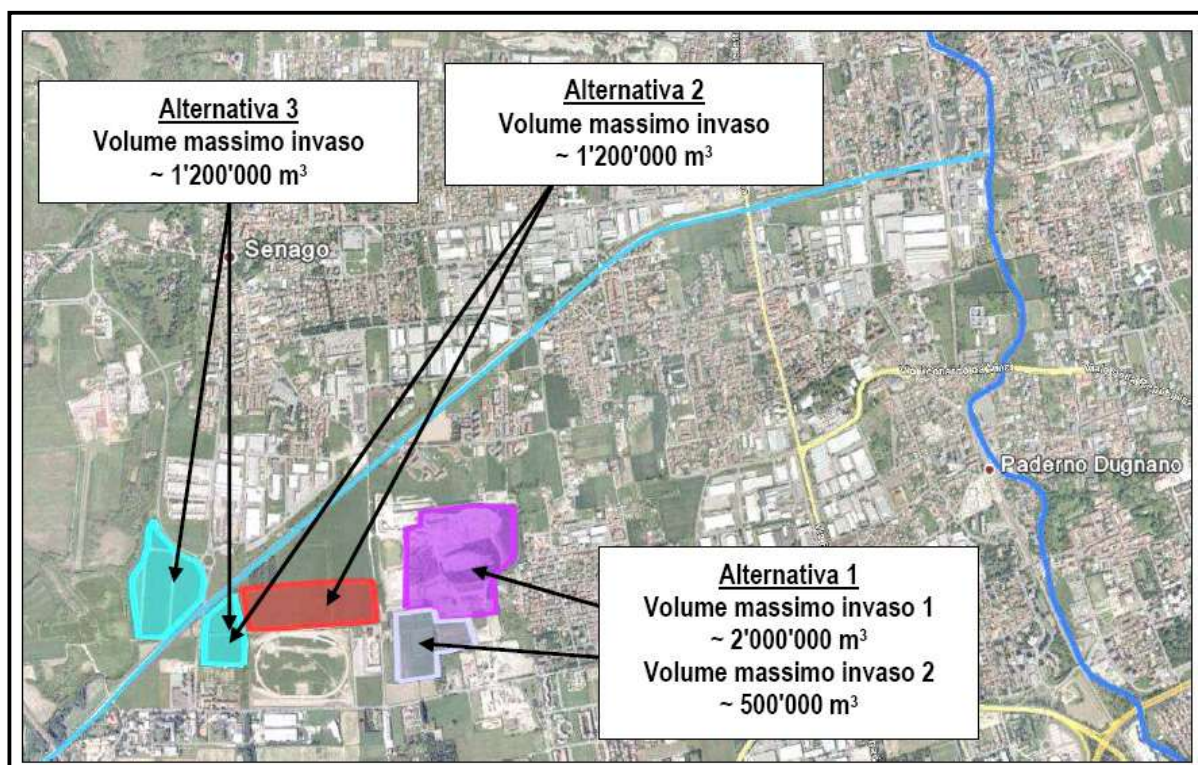 Alternativa 3
Volume massimo invaso
~ 1'200'000 m³
Alternativa 2
Volume massimo invaso
~ 1'200'000 m³
Senago
Paderno Dugnano
Alternativa 1
Volume massimo invaso 1
~ 2'000'000 m³
Volume massimo invaso 2
~ 500'000 m³